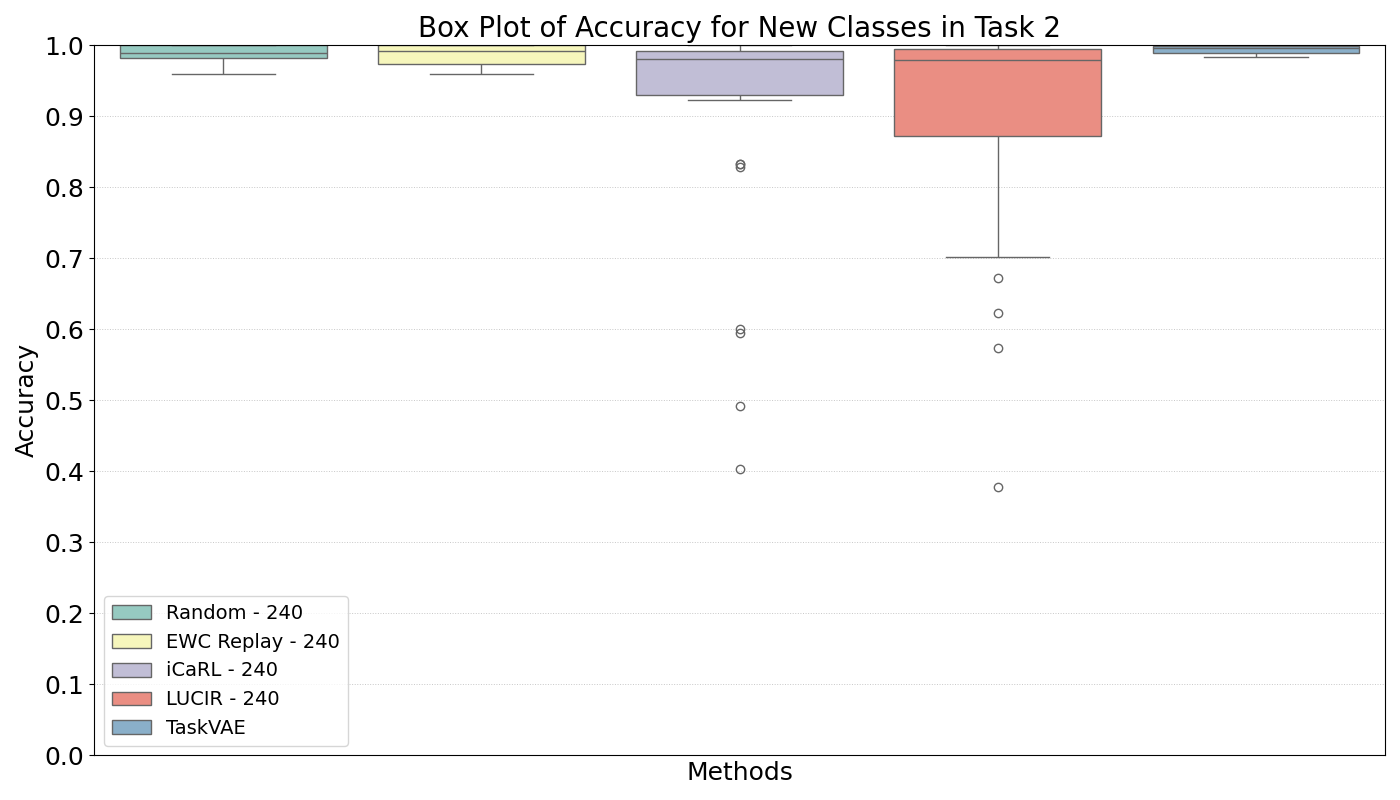 Box Plot of Accuracy for New Classes in Task 2
1.0
0.9
0.8
0.7
0.6
0.5
0.4
0.3
0.2
0.1
0.0
Accuracy
Random - 240
EWC Replay - 240
iCaRL - 240
LUCIR - 240
TaskVAE
Methods